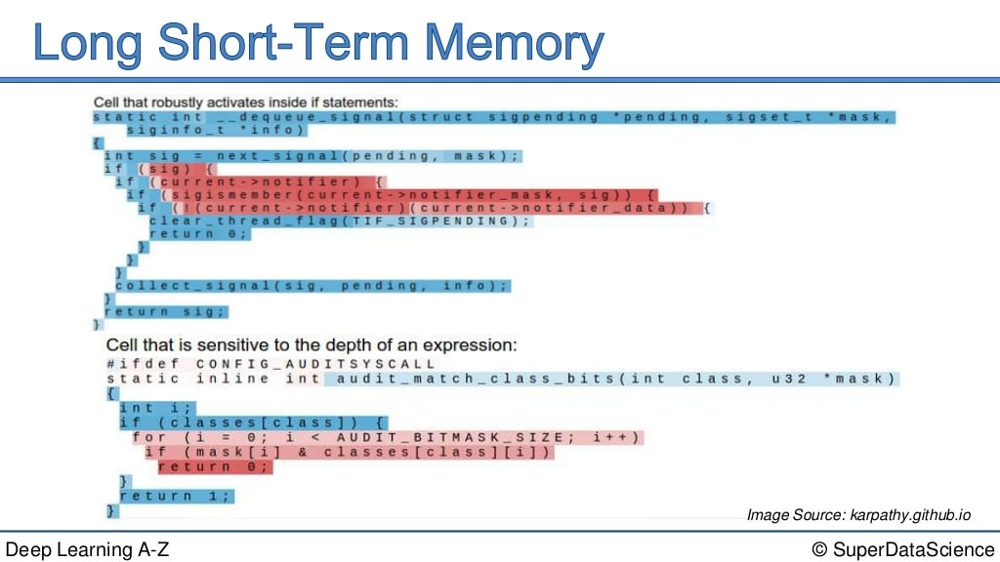 Long Short-Term Memory
Cell that robustly activates inside if statements:
static int __dequeue_signal(struct sigpending *pending, sigset_t *mask,
siginfo_t *info)
{
int sig = next_signal(pending, mask);
if (sig) {
if (current->notifier) {
if (sigismember(current->notifier_mask, sig)) {
if (!(current->notifier)(current->notifier_data)) {
clear_thread_flag(TIF_SIGPENDING);
return 0;
}
}
}
collect_signal(sig, pending, info);
}
return sig;
}
Cell that is sensitive to the depth of an expression:
#ifdef CONFIG_AUDITSYSCALL
static inline int audit_match_class_bits(int class, u32 *mask)
{
int i;
if (classes[class]) {
for (i = 0; i < AUDIT_BITMASK_SIZE; i++)
if (mask[i] & classes[class][i])
return 0;
}
return 1;
}
Image Source: karpathy.github.io
Deep Learning A-Z
© SuperDataScience